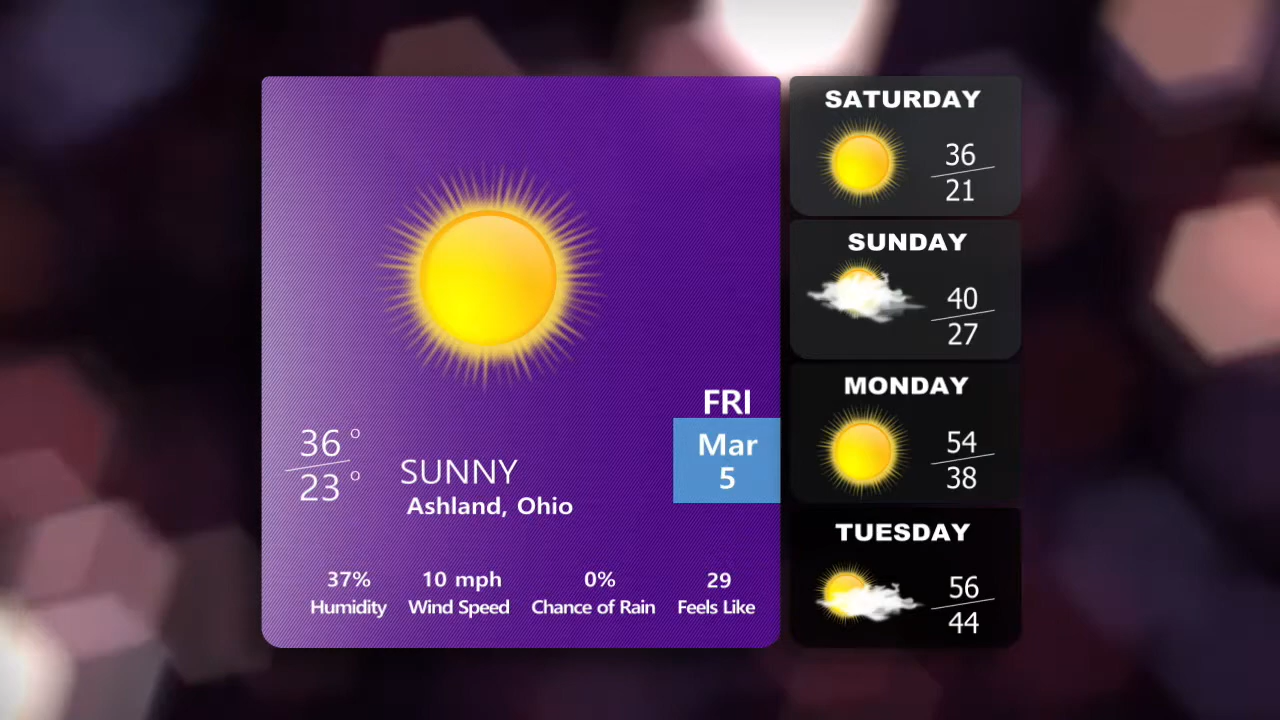 FRI
Mar
5
36°
23°
SUNNY
Ashland, Ohio
37%
Humidity
10 mph
Wind Speed
0%
Chance of Rain
29
Feels Like
SATURDAY
36
21
SUNDAY
40
27
MONDAY
54
38
TUESDAY
56
44